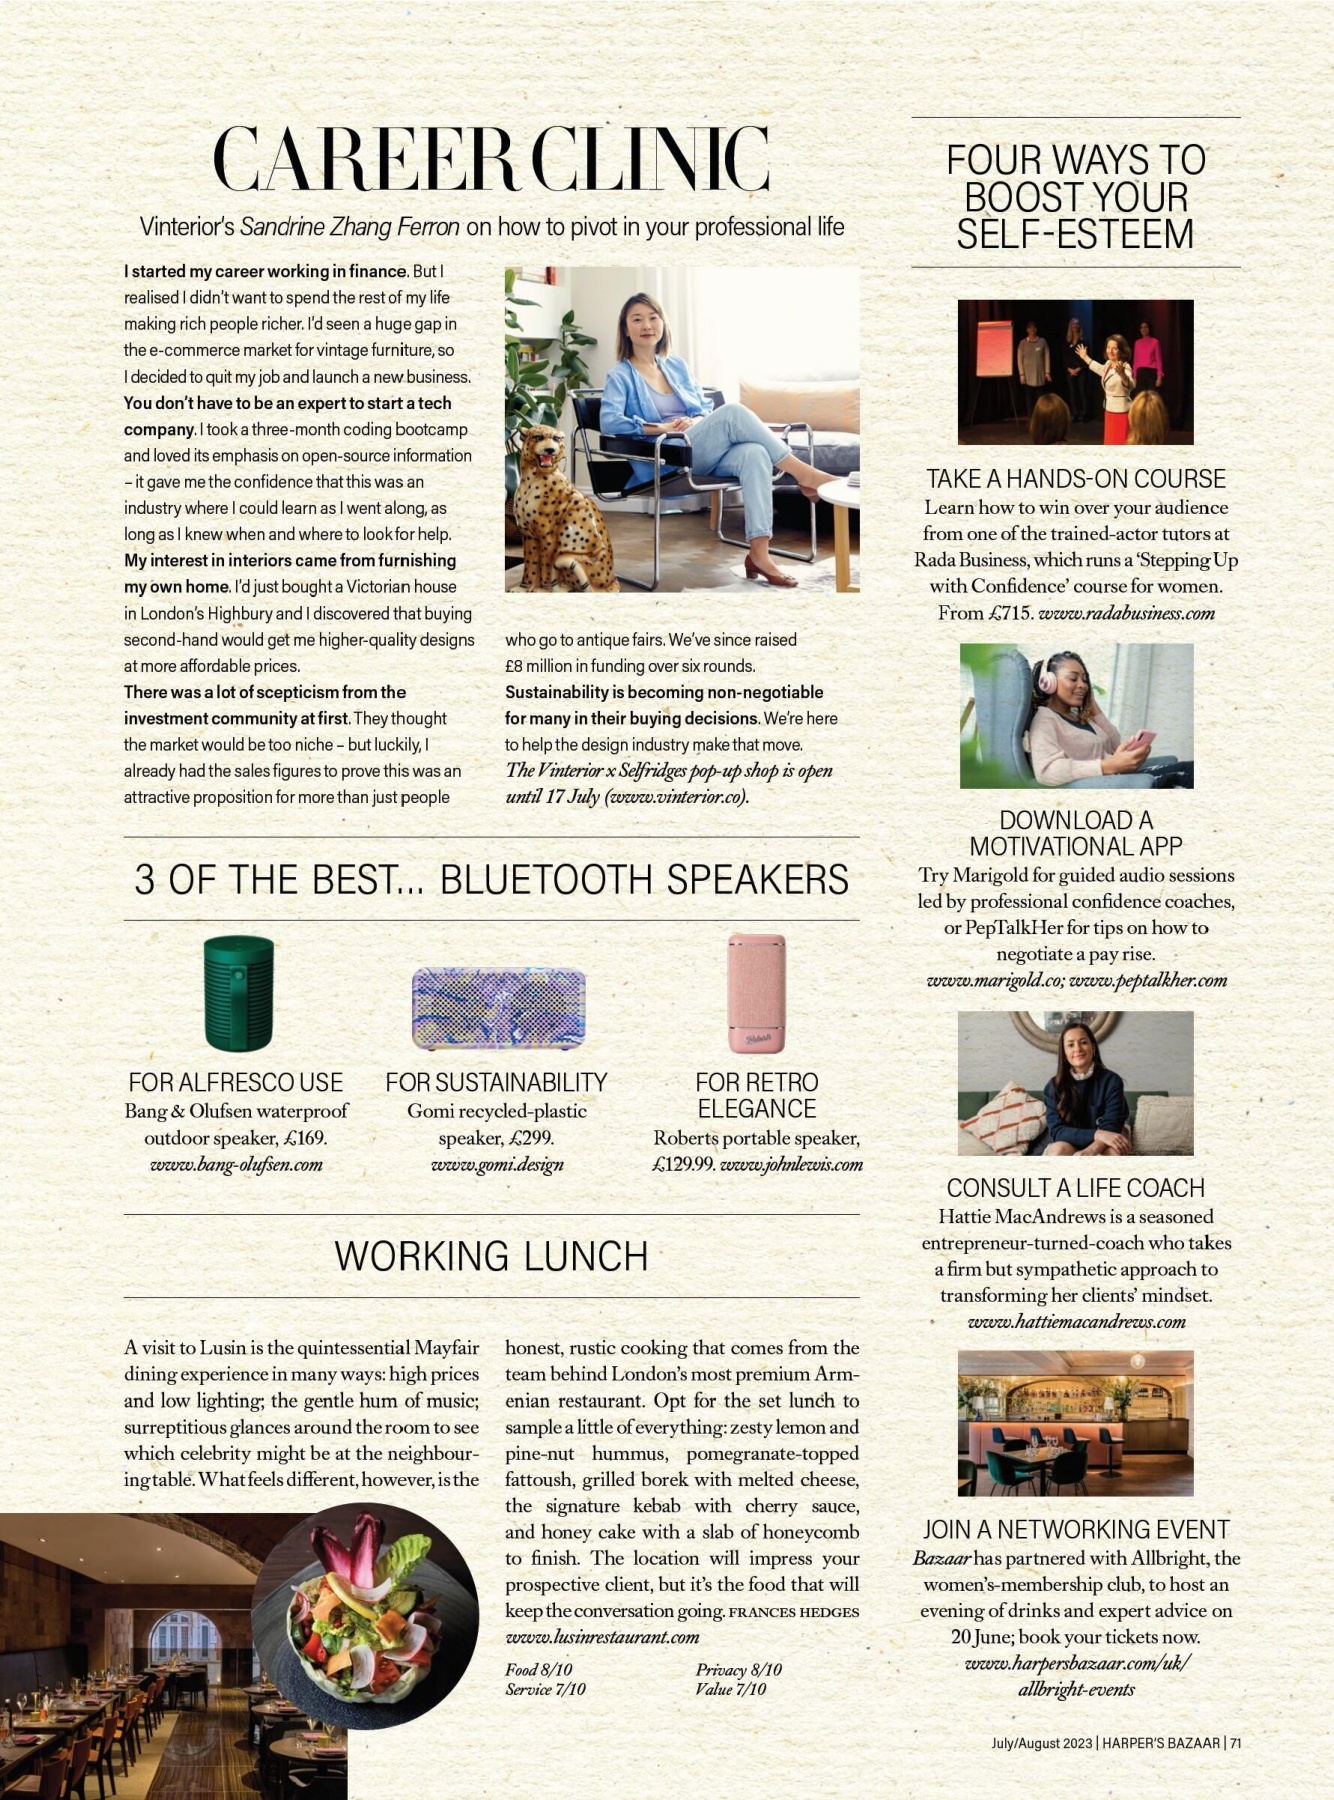 CAREER CLINIC
Vinterior's Sandrine Zhang Ferron on how to pivot in your professional life
I started my career working in finance. But I
realised I didn't want to spend the rest of my life
making rich people richer. I'd seen a huge gap in
the e-commerce market for vintage furniture, so
I decided to quit my job and launch a new business.
You don't have to be an expert to start a tech
company. I took a three-month coding bootcamp
and loved its emphasis on open-source information
– it gave me the confidence that this was an
industry where I could learn as I went along, as
long as I knew when and where to look for help.
My interest in interiors came from furnishing
my own home. I'd just bought a Victorian house
in London's Highbury and I discovered that buying
second-hand would get me higher-quality designs
at more affordable prices.
There was a lot of scepticism from the
investment community at first. They thought
the market would be too niche – but luckily, I
already had the sales figures to prove this was an
attractive proposition for more than just people
who go to antique fairs. We've since raised
£8 million in funding over six rounds.
Sustainability is becoming non-negotiable
for many in their buying decisions. We're here
to help the design industry make that move.
The Vinterior x Selfridges pop-up shop is open
until 17 July (www.vinterior.co).
3 OF THE BEST... BLUETOOTH SPEAKERS
FOR ALFRESCO USE
Bang & Olufsen waterproof
outdoor speaker, £169.
www.bang-olufsen.com
FOR SUSTAINABILITY
Gomi recycled-plastic
speaker, £299.
www.gomi.design
Roberts
FOR RETRO
ELEGANCE
Roberts portable speaker,
£129.99. www.johnlewis.com
WORKING LUNCH
A visit to Lusin is the quintessential Mayfair
dining experience in many ways: high prices
and low lighting; the gentle hum of music;
surreptitious glances around the room to see
which celebrity might be at the neighbour-
ing table. What feels different, however, is the
honest, rustic cooking that comes from the
team behind London's most premium Arm-
enian restaurant. Opt for the set lunch to
sample a little of everything: zesty lemon and
pine-nut hummus, pomegranate-topped
fattoush, grilled borek with melted cheese,
the signature kebab with cherry sauce,
and honey cake with a slab of honeycomb
to finish. The location will impress your
prospective client, but it's the food that will
keep the conversation going. FRANCES HEDGES
www.lusinrestaurant.com
Food 8/10 Privacy 8/10
Service 7/10 Value 7/10
FOUR WAYS TO
BOOST YOUR
SELF-ESTEEM
TAKE A HANDS-ON COURSE
Learn how to win over your audience
from one of the trained-actor tutors at
Rada Business, which runs a 'Stepping Up
with Confidence' course for women.
From £715. www.radabusiness.com
DOWNLOAD A
MOTIVATIONAL APP
Try Marigold for guided audio sessions
led by professional confidence coaches,
or PepTalkHer for tips on how to
negotiate a pay rise.
www.marigold.co; www.peptalkher.com
CONSULT A LIFE COACH
Hattie MacAndrews is a seasoned
entrepreneur-turned-coach who takes
a firm but sympathetic approach to
transforming her clients' mindset.
www.hattiemacandrews.com
JOIN A NETWORKING EVENT
Bazaar has partnered with Allbright, the
women's-membership club, to host an
evening of drinks and expert advice on
20 June; book your tickets now.
www.harpersbazaar.com/uk/
allbright-events
July/August 2023 | HARPER'S BAZAAR | 71